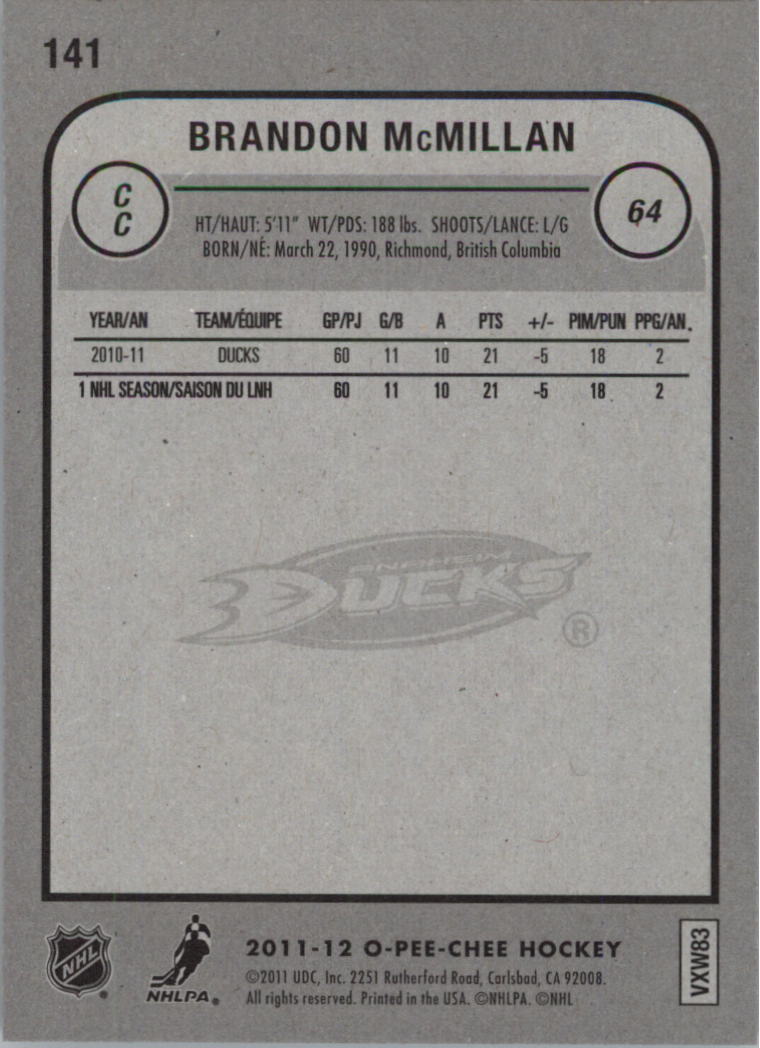 141
BRANDON McMILLAN
C
C
64
HT/HAUT: 5'11" WT/PDS: 188 lbs. SHOOTS/LANCE: L/G
BORN/NÉ: March 22, 1990, Richmond, British Columbia
YEAR/AN TEAM/ÉQUIPE GP/PJ G/B A PTS +/- PIM/PUN PPG/AN.
2010-11 DUCKS 60 11 10 21 -5 18 2
1 NHL SEASON/SAISON DU LNH 60 11 10 21 -5 18 2
ANAHEIM
DUCKS
®
NHL
NHLPA®
2011-12 O-PEE-CHEE HOCKEY
©2011 UDC, Inc. 2251 Rutherford Road, Carlsbad, CA 92008.
All rights reserved. Printed in the USA. ©NHLPA. ©NHL
VXW83